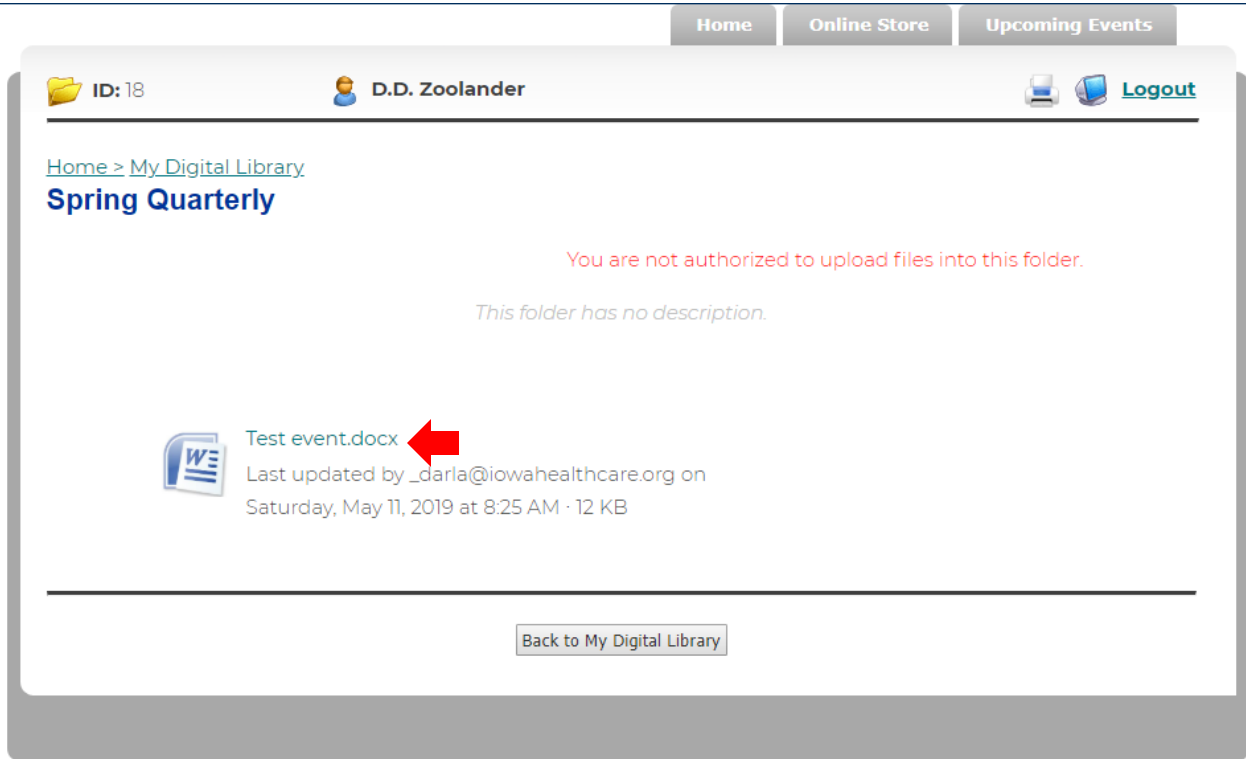 Home Online Store Upcoming Events
ID: 18 D.D. Zoolander Logout
Home > My Digital Library
Spring Quarterly
You are not authorized to upload files into this folder.
This folder has no description.
Test event.docx
Last updated by _darla@iowahealthcare.org on
Saturday, May 11, 2019 at 8:25 AM · 12 KB
Back to My Digital Library